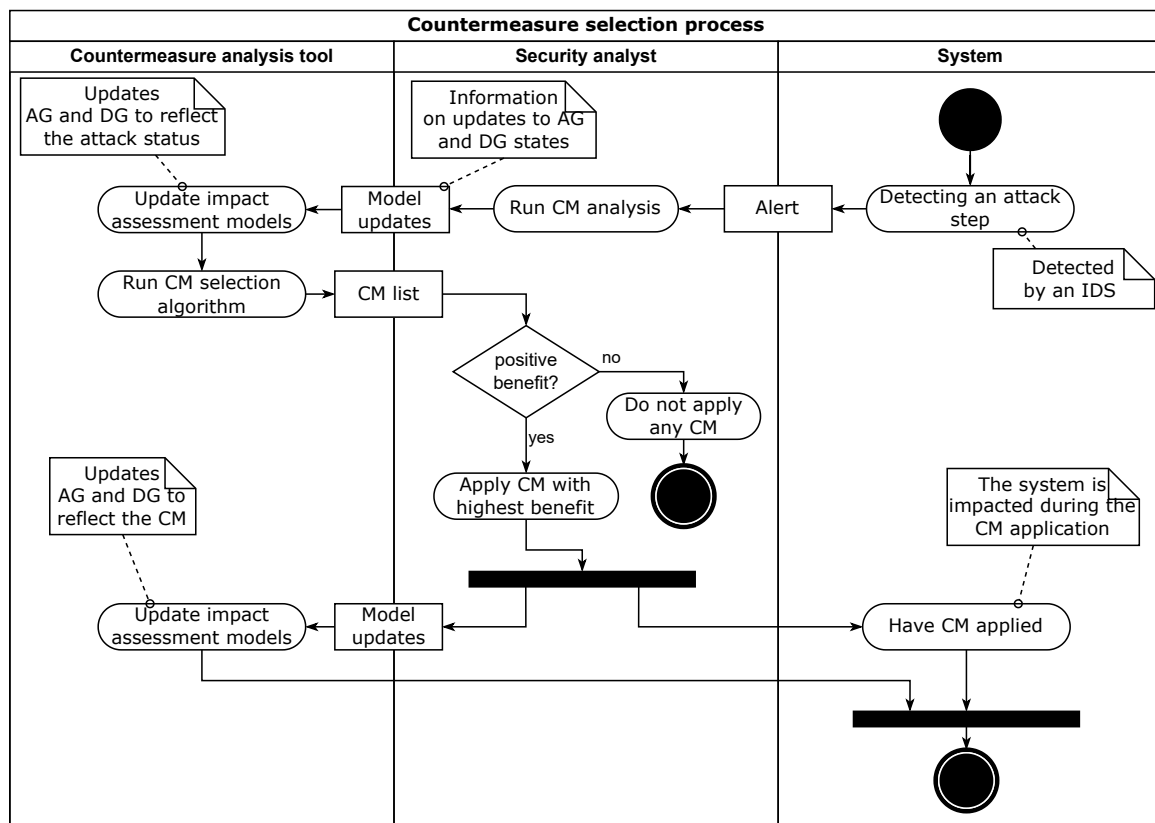 Countermeasure selection process
Countermeasure analysis tool
Security analyst
System
Updates
AG and DG to reflect
the attack status
Information
on updates to AG
and DG states
Update impact
assessment models
Model
updates
Run CM analysis
Alert
Detecting an attack
step
Detected
by an IDS
Run CM selection
algorithm
CM list
positive
benefit?
no
Do not apply
any CM
yes
Apply CM with
highest benefit
Updates
AG and DG to
reflect the CM
The system is
impacted during the
CM application
Update impact
assessment models
Model
updates
Have CM applied